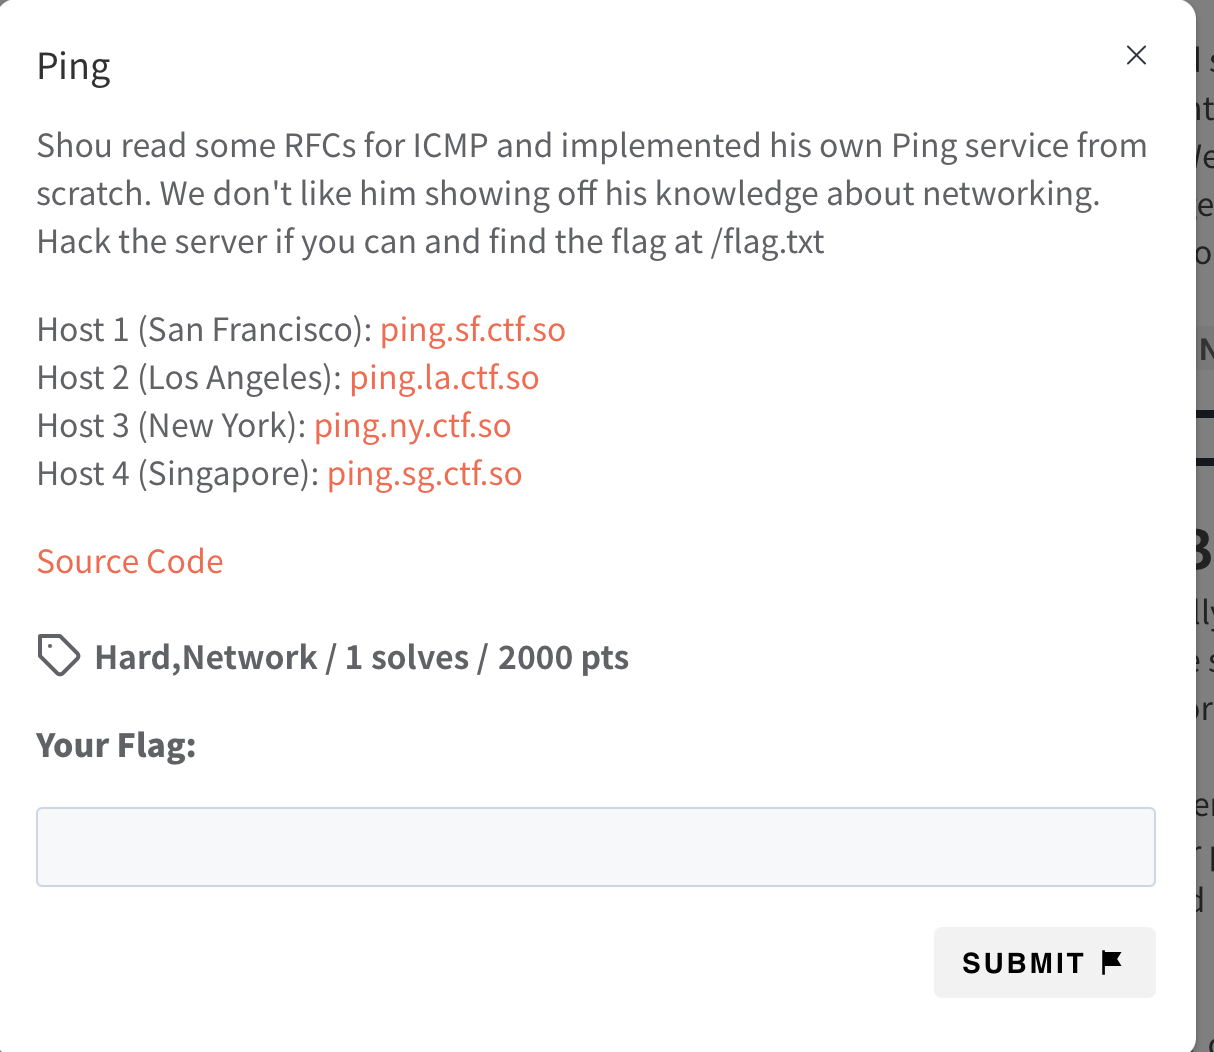 Ping
Shou read some RFCs for ICMP and implemented his own Ping service from
scratch. We don't like him showing off his knowledge about networking.
Hack the server if you can and find the flag at /flag.txt
Host 1 (San Francisco): ping.sf.ctf.so
Host 2 (Los Angeles): ping.la.ctf.so
Host 3 (New York): ping.ny.ctf.so
Host 4 (Singapore): ping.sg.ctf.so
Source Code
Hard,Network / 1 solves / 2000 pts
Your Flag:
SUBMIT